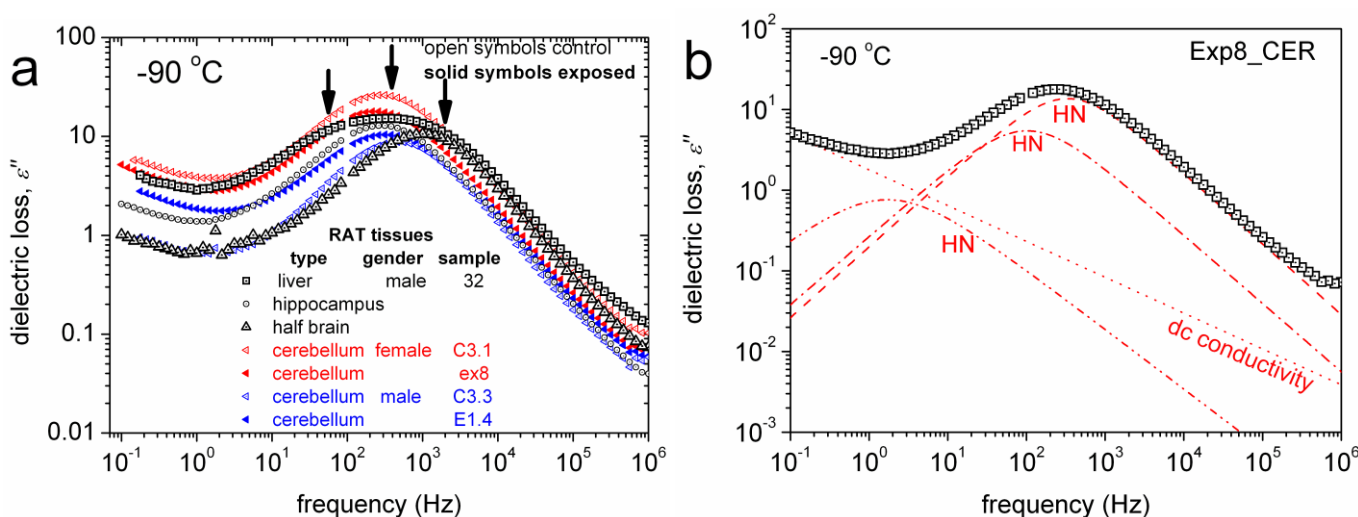 a
-90 °C
open symbols control
solid symbols exposed
100
10
1
0.1
0.01
dielectric loss, ε''
RAT tissues
type gender sample
liver male 32
hippocampus
half brain
cerebellum female C3.1
cerebellum ex8
cerebellum male C3.3
cerebellum E1.4
10⁻¹ 10⁰ 10¹ 10² 10³ 10⁴ 10⁵ 10⁶
frequency (Hz)
b
-90 °C
Exp8_CER
10²
10¹
10⁰
10⁻¹
10⁻²
10⁻³
dielectric loss, ε''
HN
HN
HN
dc conductivity
10⁻¹ 10⁰ 10¹ 10² 10³ 10⁴ 10⁵ 10⁶
frequency (Hz)